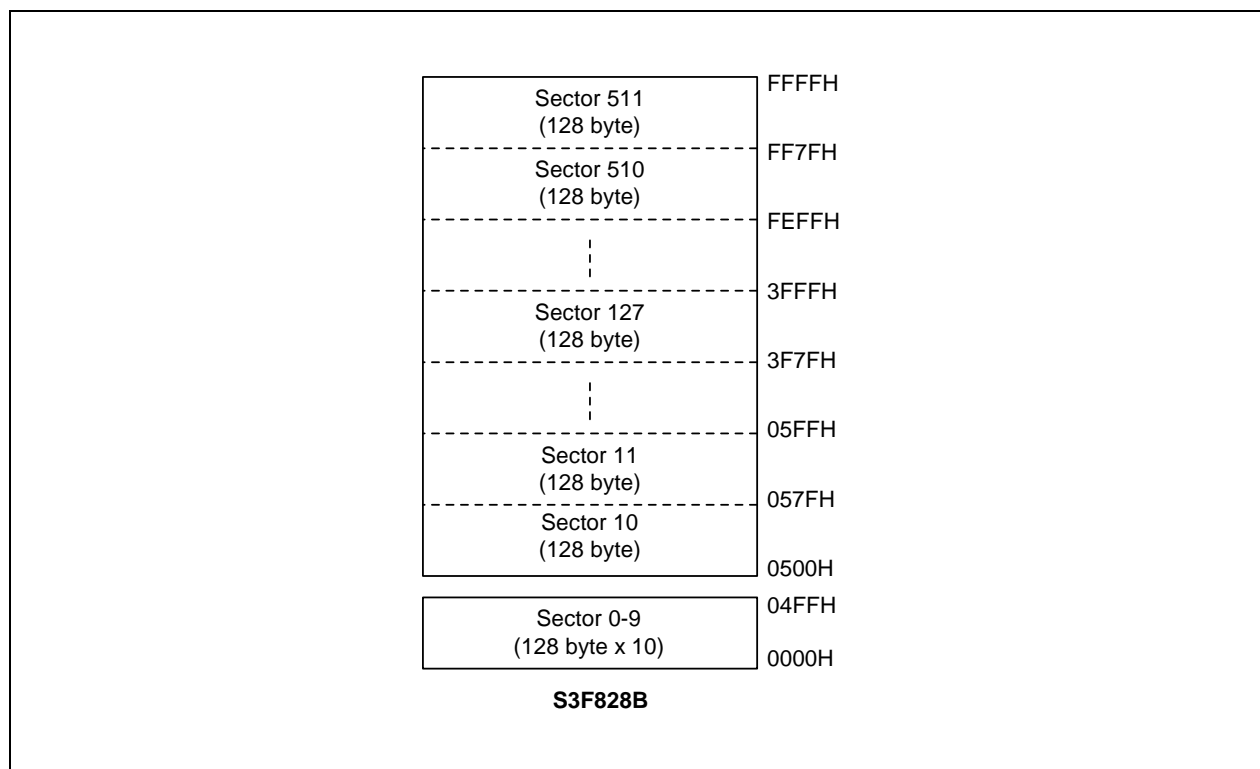 FFFFH
Sector 511
(128 byte)
FF7FH
Sector 510
(128 byte)
FEFFH
3FFFH
Sector 127
(128 byte)
3F7FH
05FFH
Sector 11
(128 byte)
057FH
Sector 10
(128 byte)
0500H
04FFH
Sector 0-9
(128 byte x 10)
0000H
S3F828B